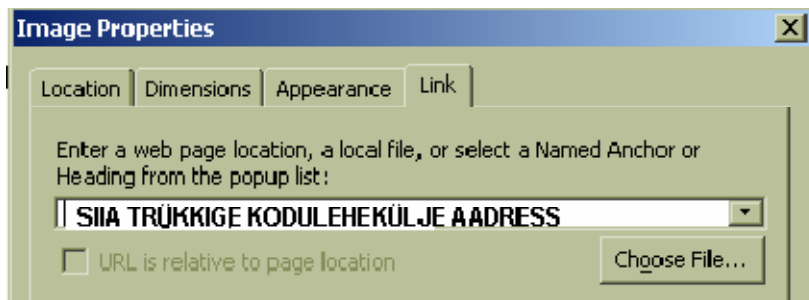 Image Properties
Location Dimensions Appearance Link
Enter a web page location, a local file, or select a Named Anchor or
Heading from the popup list:
SIIA TRÜKKIGE KODULEHEKÜLJE AADRESS
URL is relative to page location Choose File...